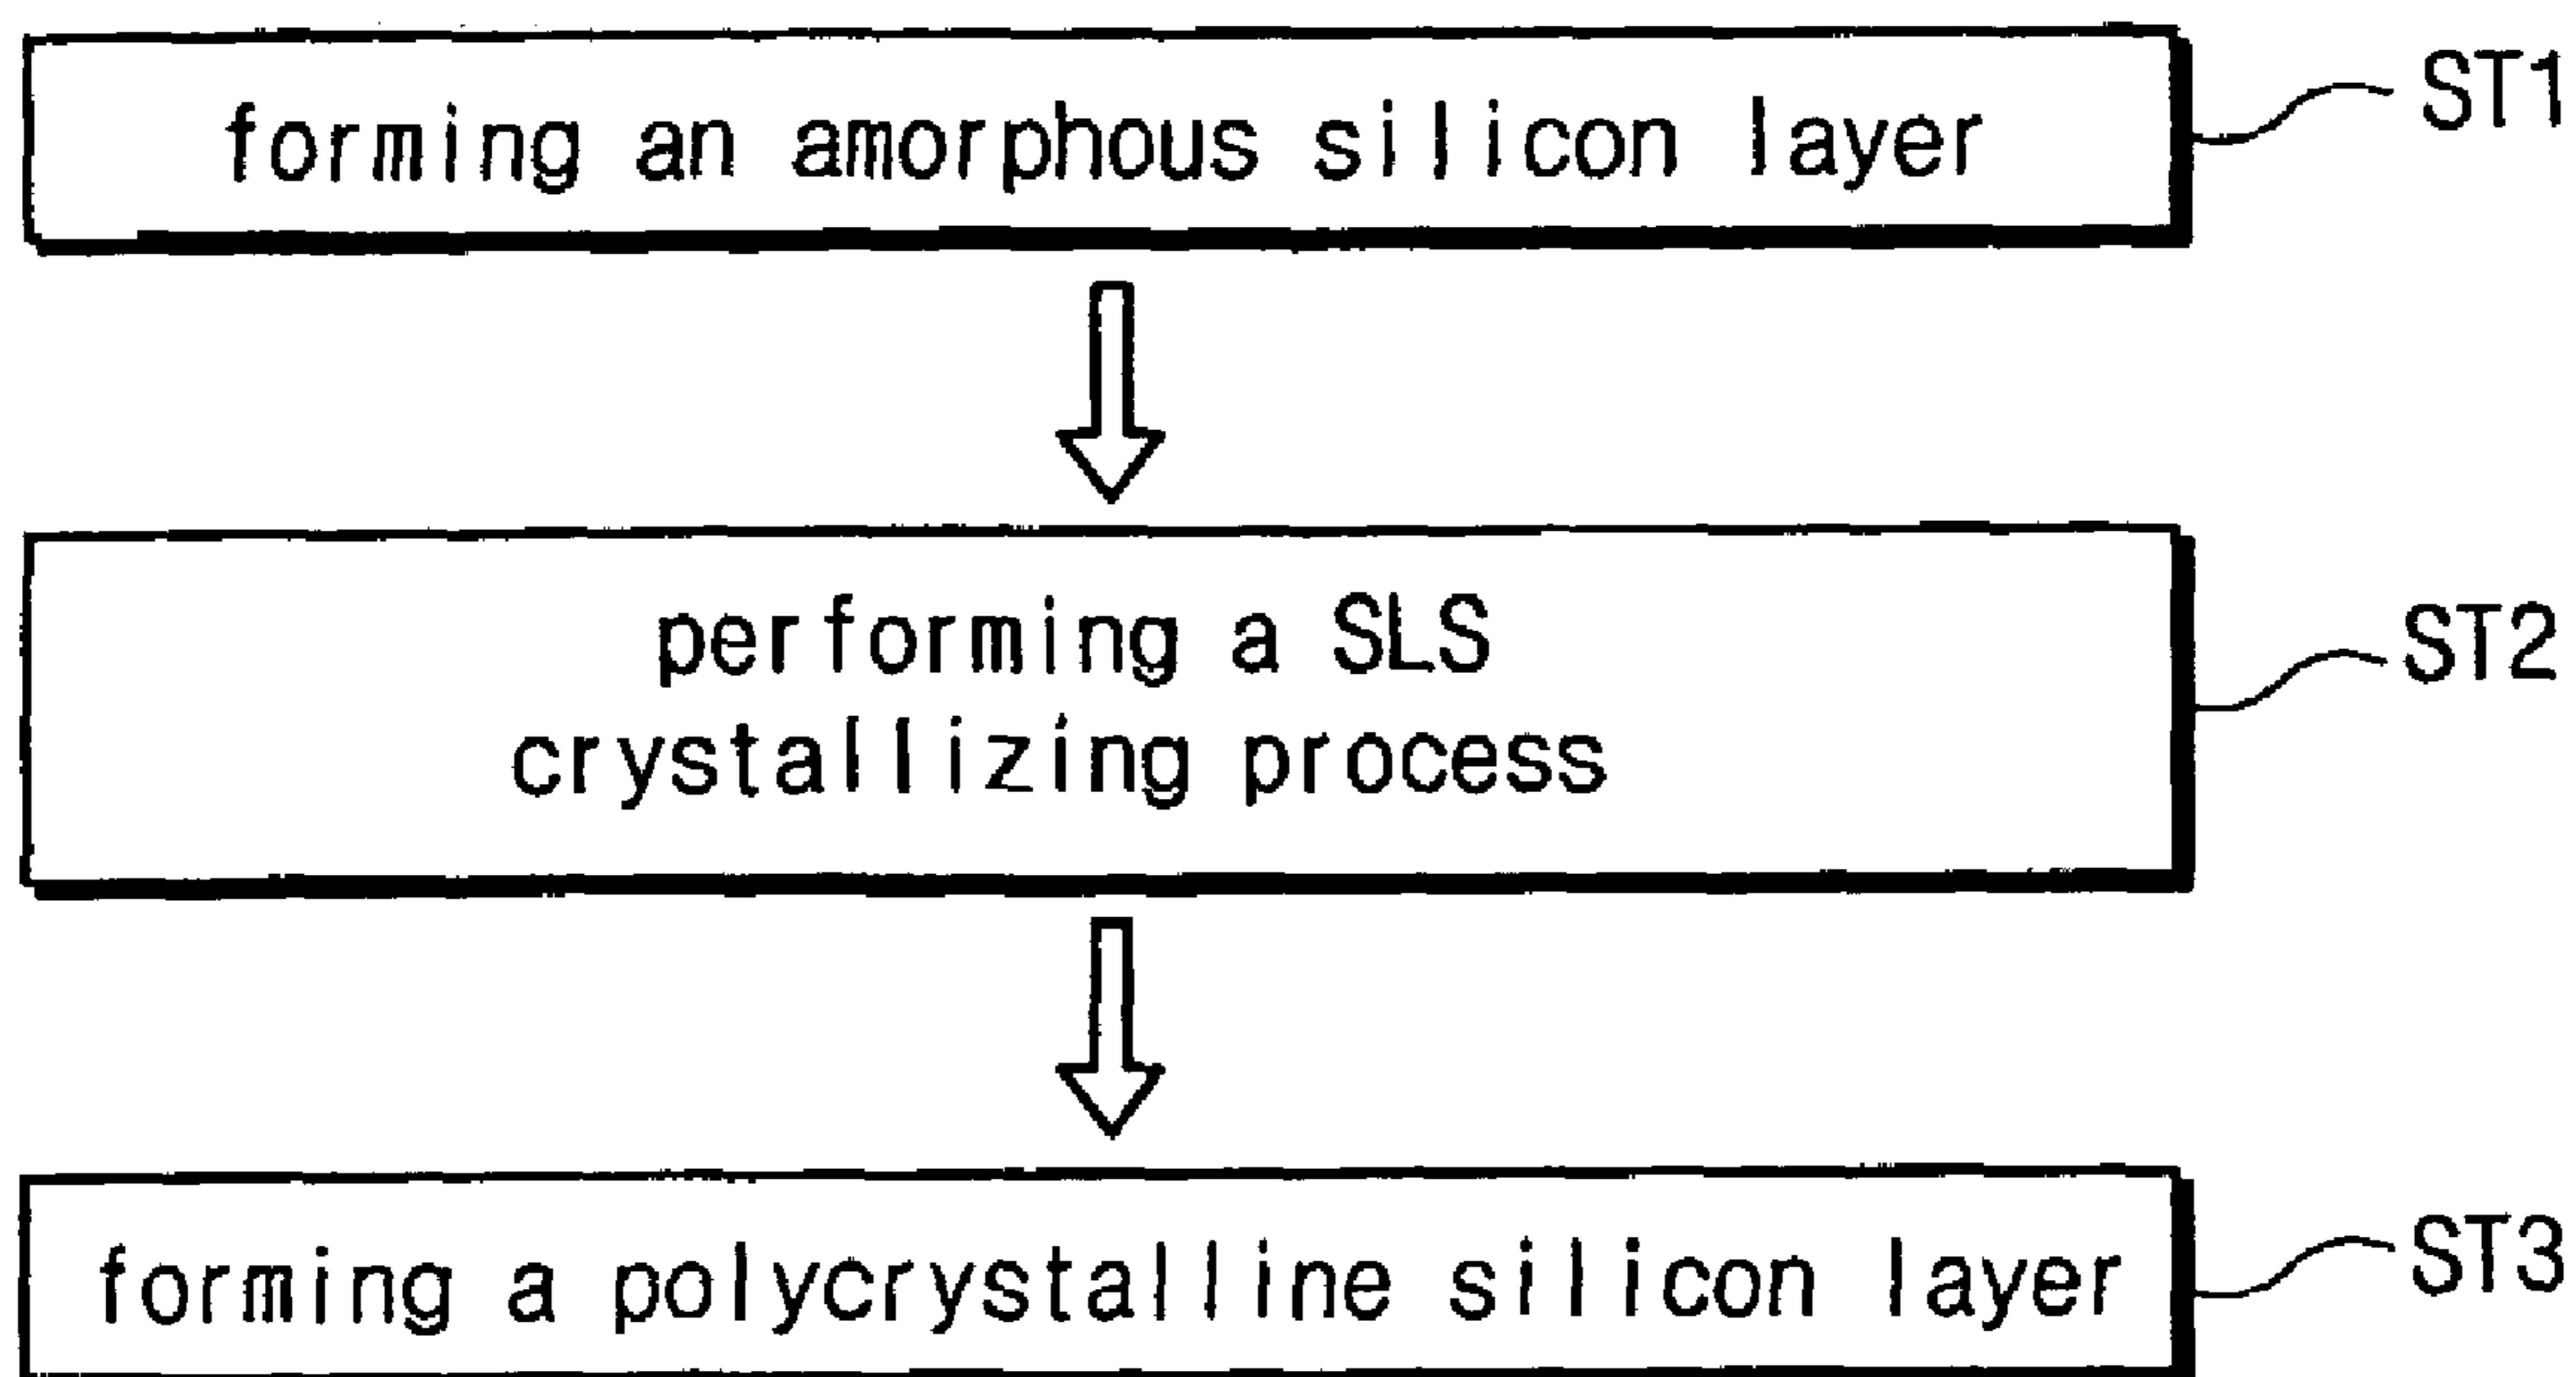 forming an amorphous silicon layer
ST1
performing a SLS
crystallizing process
ST2
forming a polycrystalline silicon layer
ST3